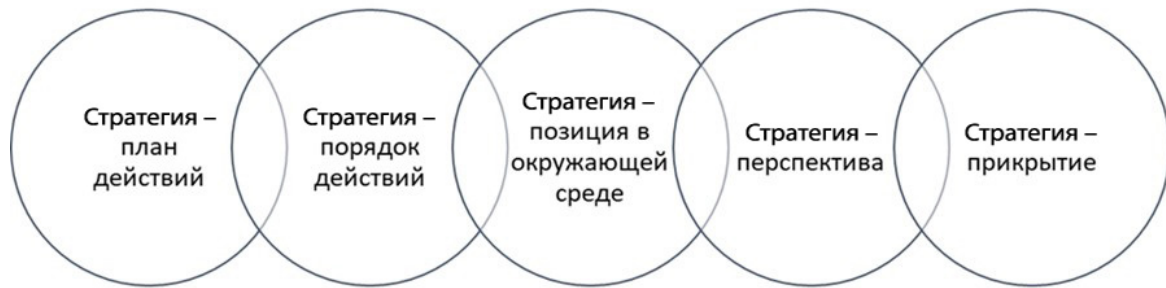 Стратегия –
план
действий
Стратегия –
порядок
действий
Стратегия –
позиция в
окружающей
среде
Стратегия –
перспектива
Стратегия –
прикрытие